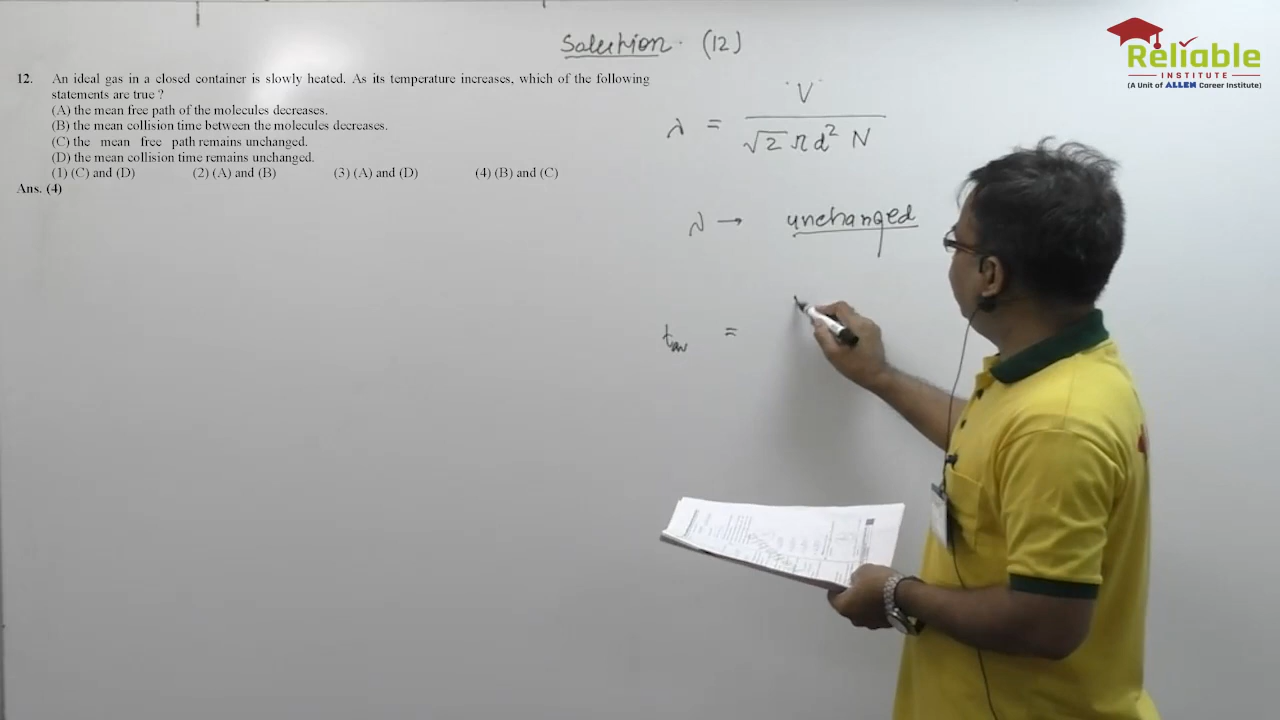 Solution. (12)
Reliable
INSTITUTE
(A Unit of ALLEN Career Institute)
12. An ideal gas in a closed container is slowly heated. As its temperature increases, which of the following
statements are true ?
(A) the mean free path of the molecules decreases.
(B) the mean collision time between the molecules decreases.
(C) the mean free path remains unchanged.
(D) the mean collision time remains unchanged.
(1) (C) and (D) (2) (A) and (B) (3) (A) and (D) (4) (B) and (C)
Ans. (4)
λ = V / √2 π d² N
λ → unchanged
t_av =